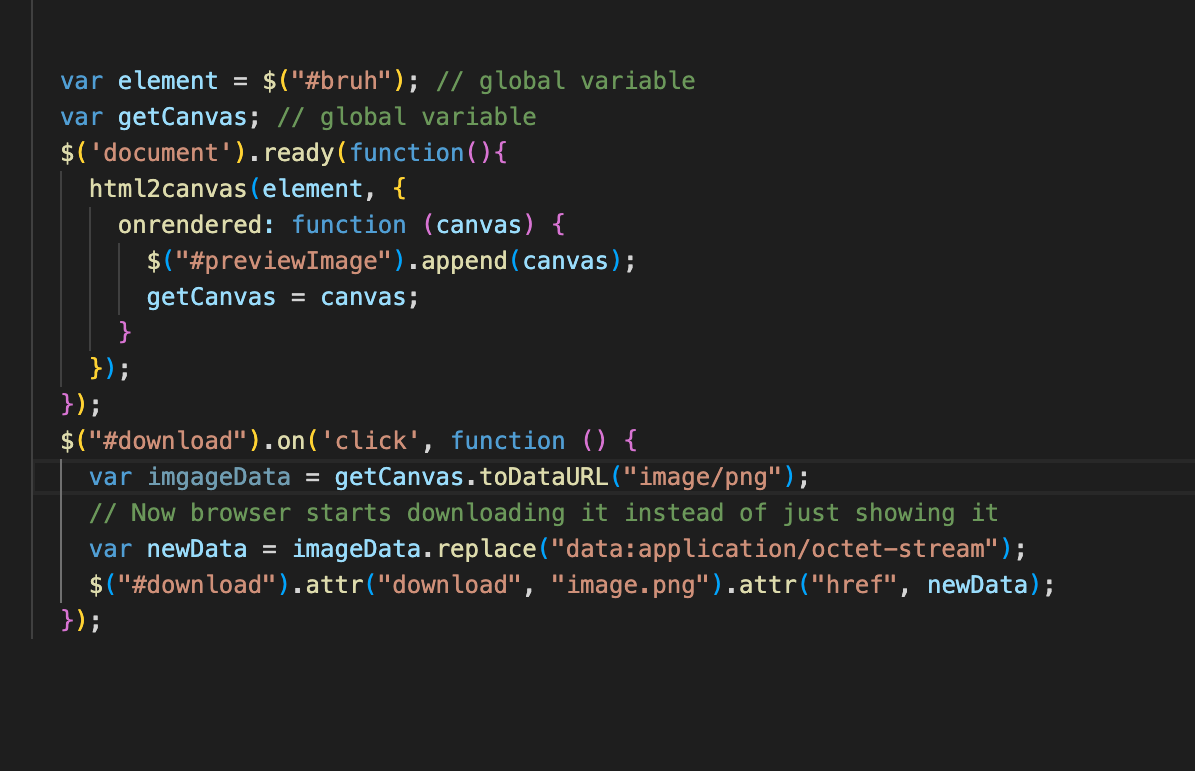 var element = $("#bruh"); // global variable
var getCanvas; // global variable
$('document').ready(function(){
html2canvas(element, {
onrendered: function (canvas) {
$("#previewImage").append(canvas);
getCanvas = canvas;
}
});
});
$("#download").on('click', function () {
var imgageData = getCanvas.toDataURL("image/png");
// Now browser starts downloading it instead of just showing it
var newData = imageData.replace("data:application/octet-stream");
$("#download").attr("download", "image.png").attr("href", newData);
});